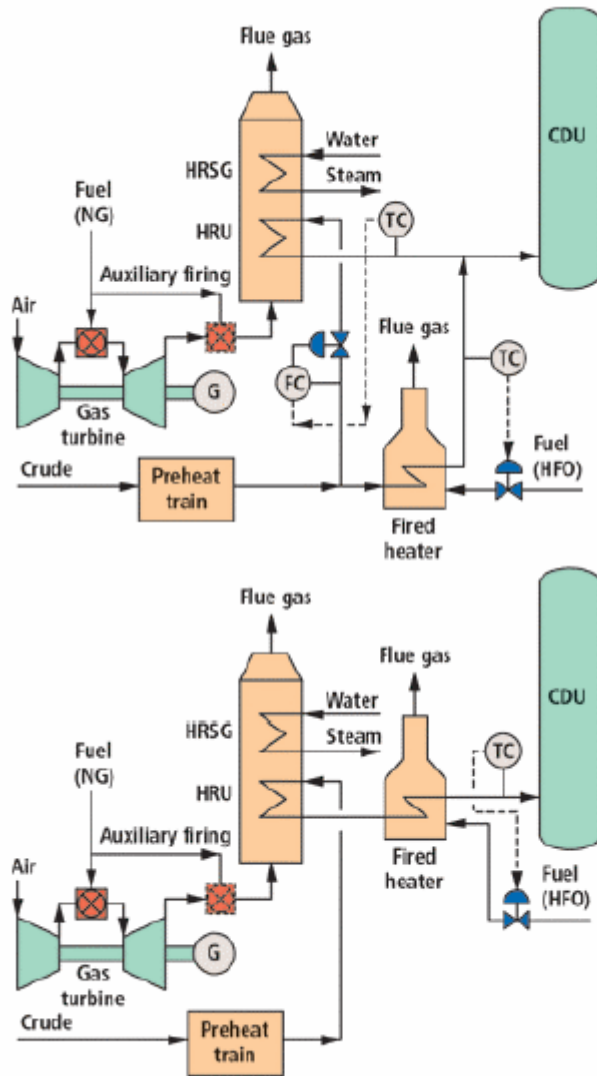 Flue gas
CDU
Water
HRSG
Steam
Fuel
(NG)
HRU
TC
Auxiliary firing
Air
Flue gas
FC
TC
G
Gas
turbine
Fuel
(HFO)
Crude
Preheat
train
Fired
heater
Flue gas
Flue gas
CDU
Water
HRSG
Steam
TC
Fuel
(NG)
HRU
Auxiliary firing
Fired
heater
Air
Fuel
(HFO)
G
Gas
turbine
Crude
Preheat
train